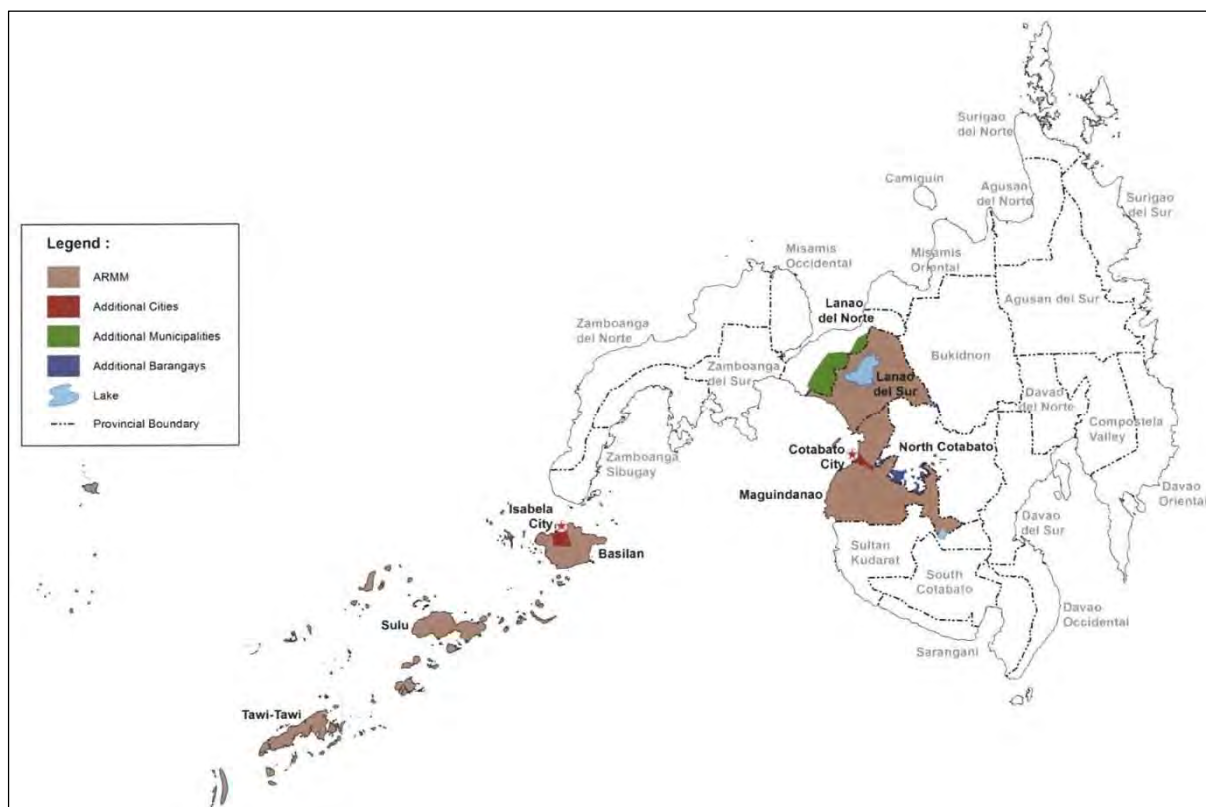 Surigao
del Norte
Camiguin
Agusan
del Norte
Surigao
del Sur
Legend :
ARMM
Additional Cities
Additional Municipalities
Additional Barangays
Lake
Provincial Boundary
Misamis
Occidental
Misamis
Oriental
Agusan del Sur
Lanao
del Norte
Zamboanga
del Norte
Bukidnon
Zamboanga
del Sur
Lanao
del Sur
Davao
del Norte
Compostela
Valley
Zamboanga
Sibugay
Cotabato
City
North Cotabato
Maguindanao
Davao
Oriental
Isabela
City
Basilan
Davao
del Sur
Sultan
Kudarat
South
Cotabato
Davao
Occidental
Sulu
Sarangani
Tawi-Tawi